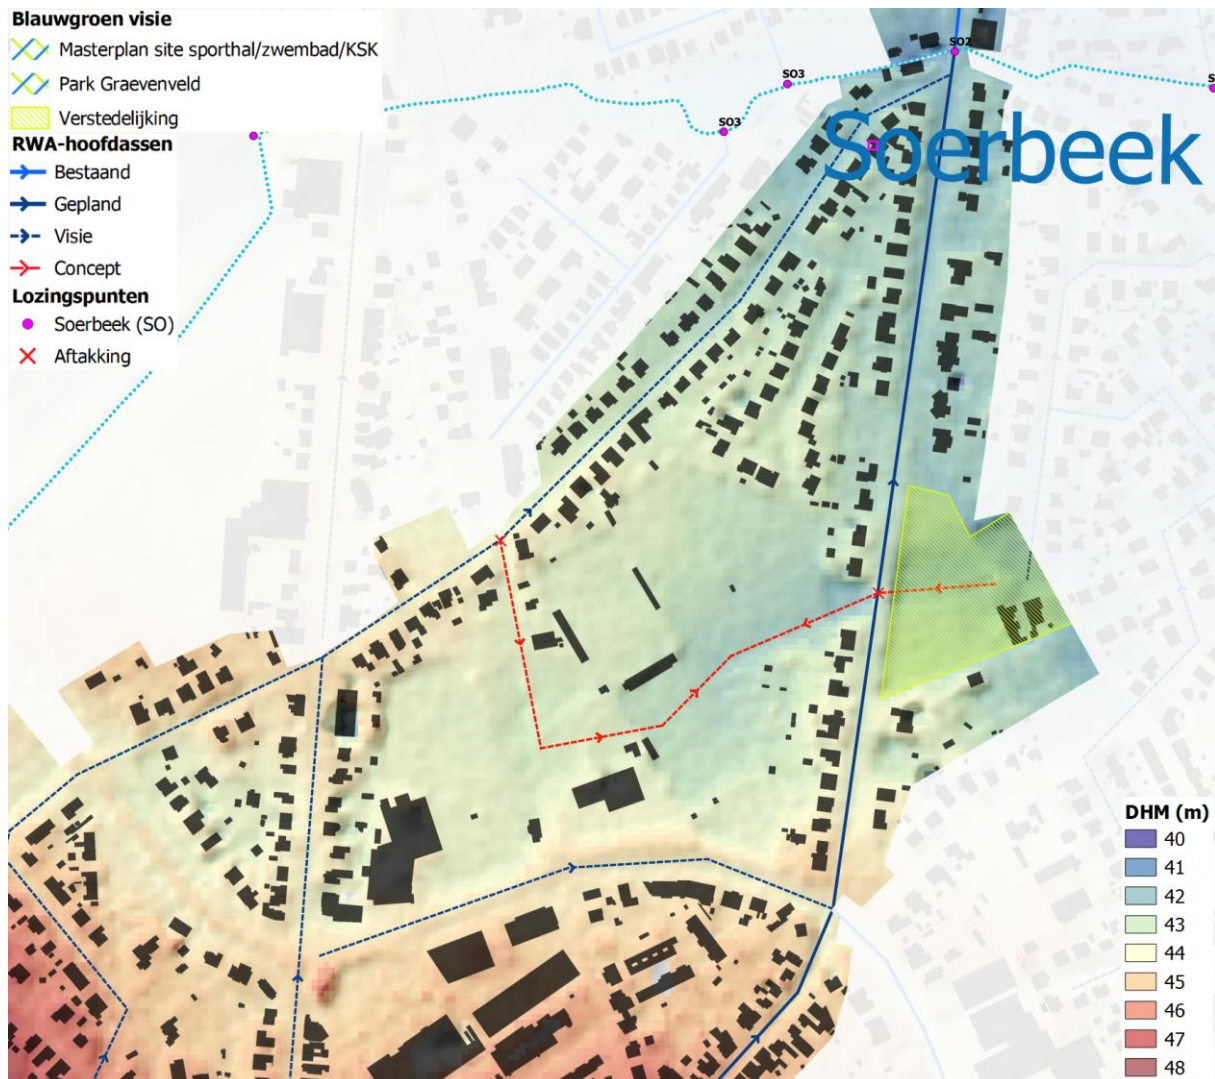 Blauwgroen visie
Masterplan site sporthal/zwembad/KSK
Park Graevenveld
Verstedelijking
RWA-hoofdassen
Bestaand
Gepland
Visie
Concept
Lozingspunten
Soerbeek (SO)
Aftakking
SO2
SO3
SO3
Soerbeek
DHM (m)
40
41
42
43
44
45
46
47
48